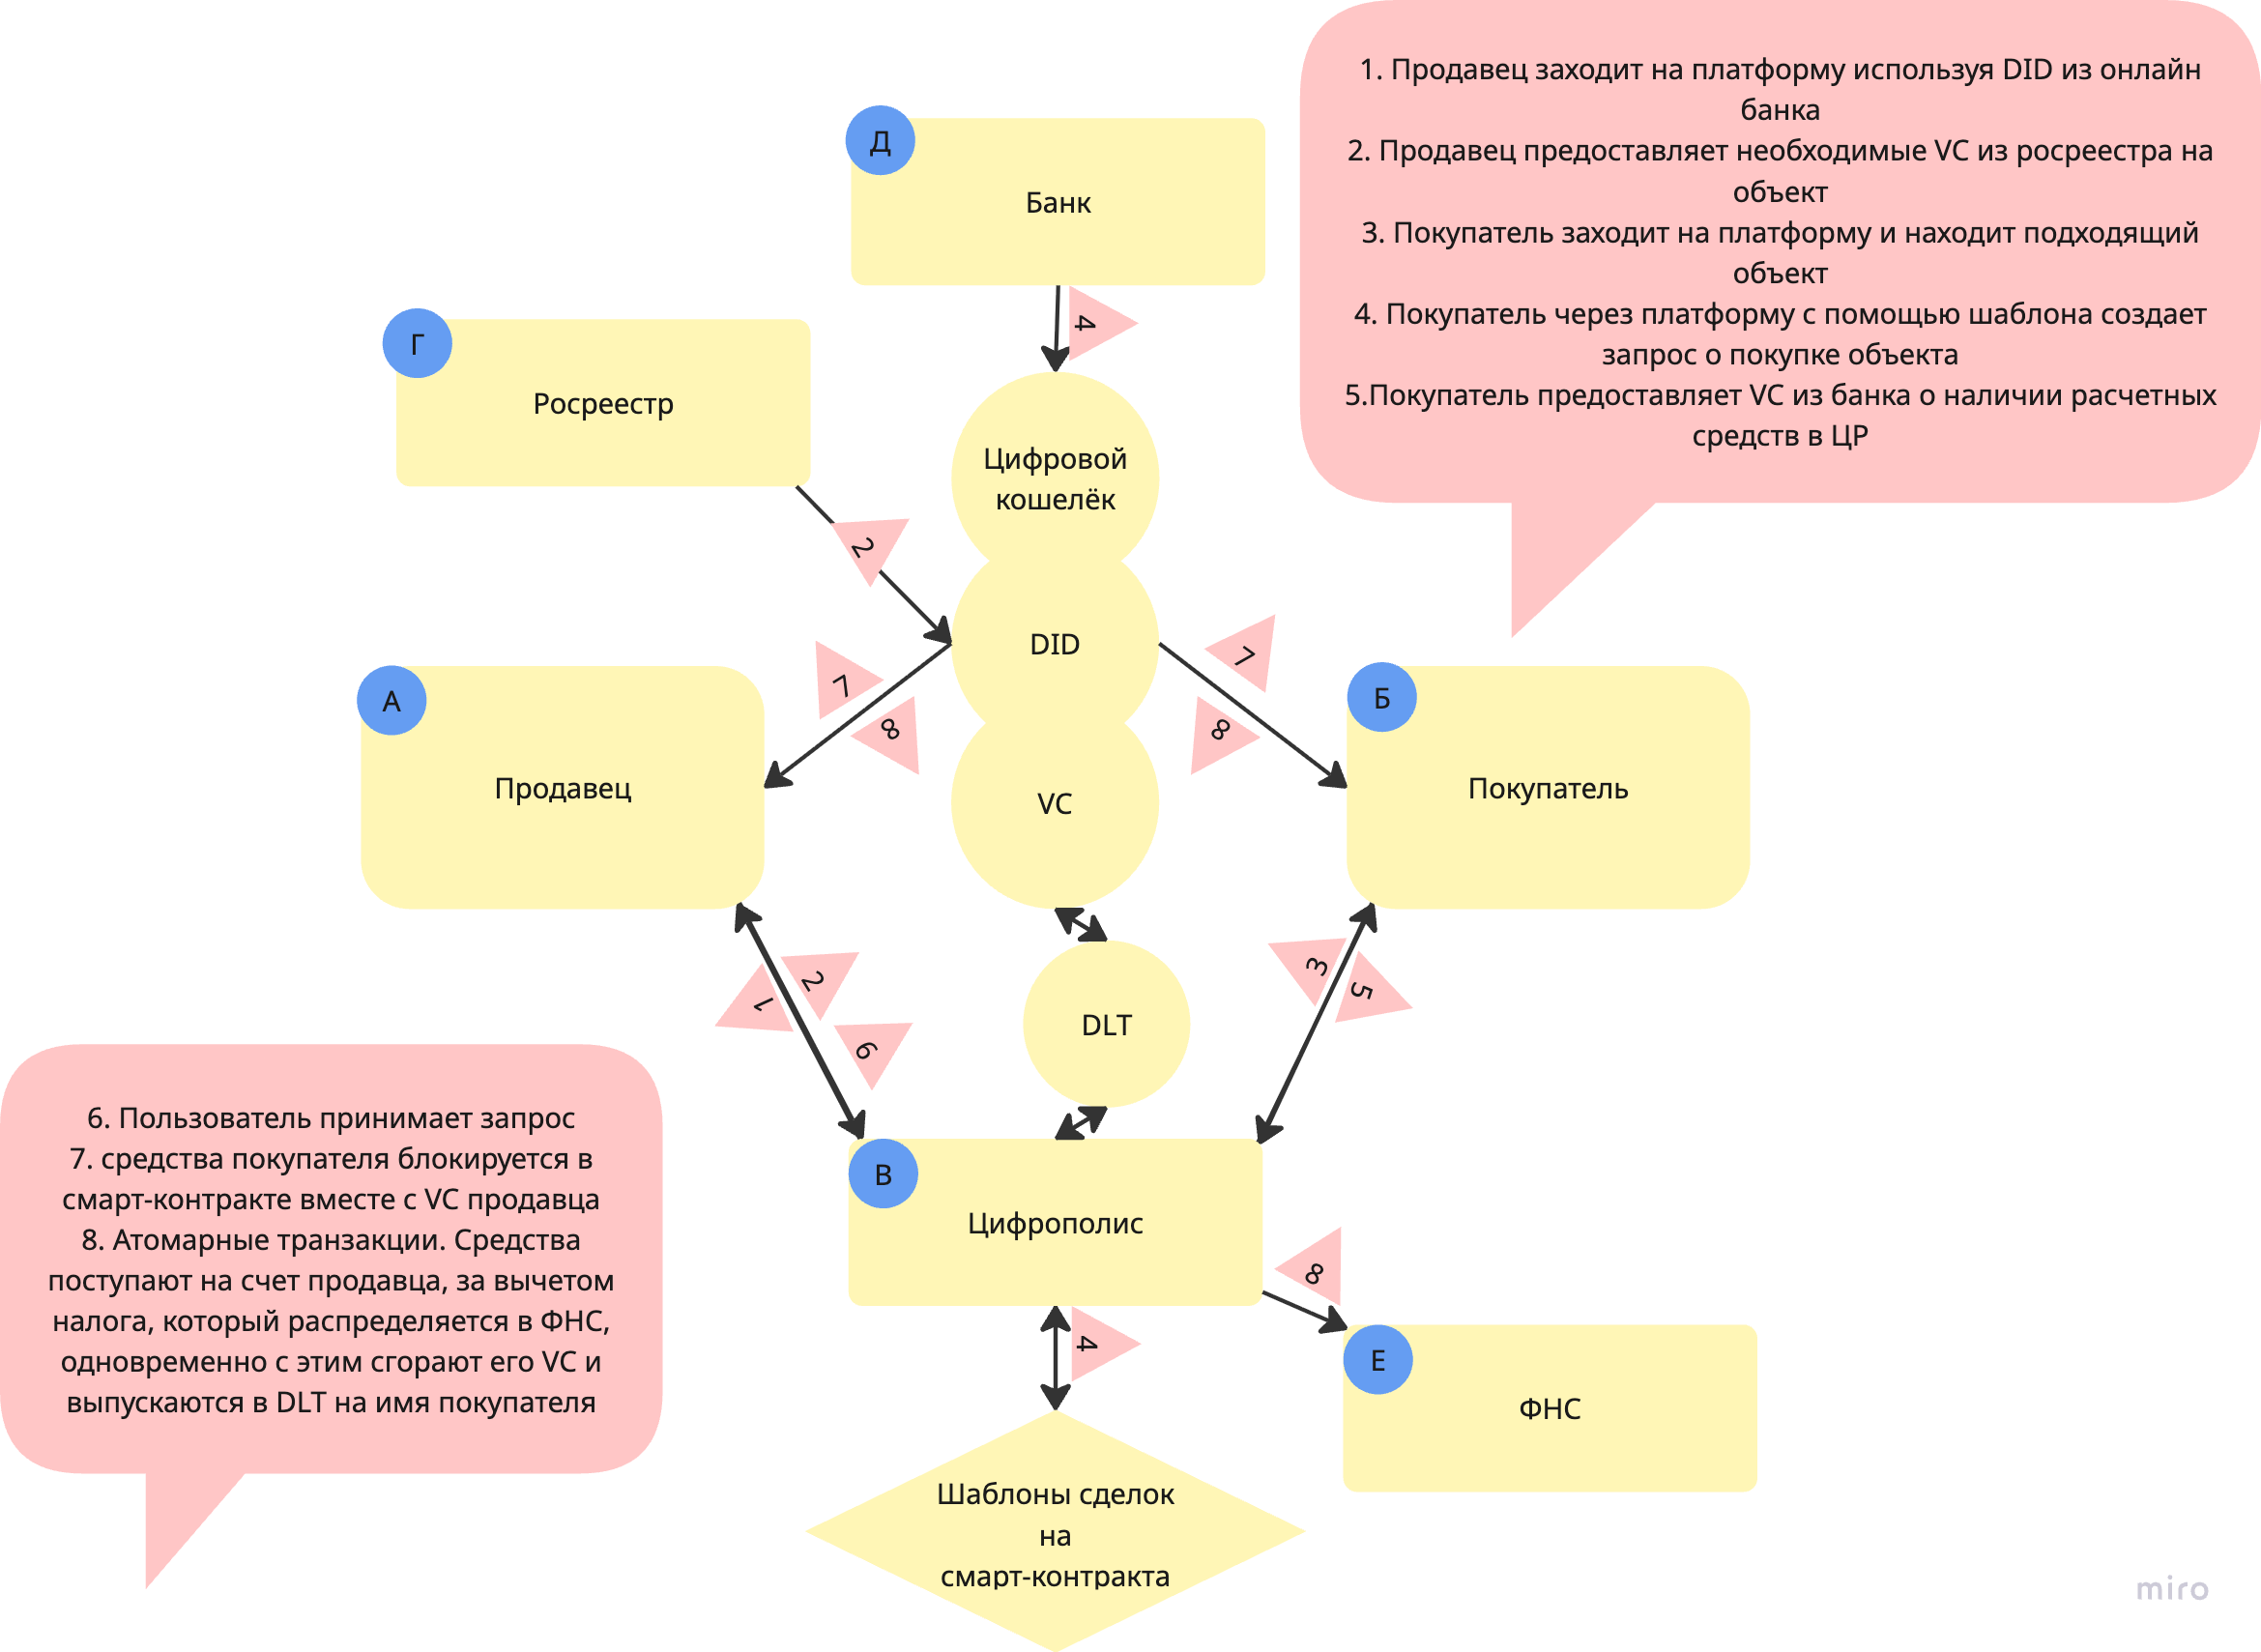 1. Продавец заходит на платформу используя DID из онлайн
банка
2. Продавец предоставляет необходимые VC из росреестра на
объект
3. Покупатель заходит на платформу и находит подходящий
объект
4. Покупатель через платформу с помощью шаблона создает
запрос о покупке объекта
5.Покупатель предоставляет VC из банка о наличии расчетных
средств в ЦР
Д
Банк
4
Г
Росреестр
Цифровой
кошелёк
2
DID
7
8
7
8
А
Продавец
VC
Б
Покупатель
1
2
6
DLT
3
5
6. Пользователь принимает запрос
7. средства покупателя блокируется в
смарт-контракте вместе с VC продавца
8. Атомарные транзакции. Средства
поступают на счет продавца, за вычетом
налога, который распределяется в ФНС,
одновременно с этим сгорают его VC и
выпускаются в DLT на имя покупателя
В
Цифрополис
8
4
Е
ФНС
Шаблоны сделок
на
смарт-контракта
miro